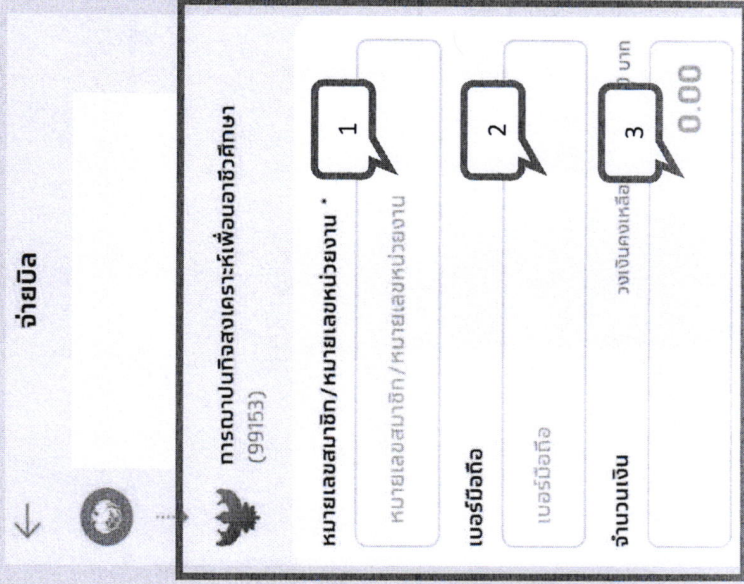 จ่ายบิล
การฌาปนกิจสงเคราะห์เพื่อนอาชีวศึกษา
(99153)
หมายเลขสมาชิก/หมายเลขหน่วยงาน *
1
หมายเลขสมาชิก/หมายเลขหน่วยงาน
เบอร์มือถือ
2
เบอร์มือถือ
จำนวนเงิน
วงเงินคงเหลือ
3
บาท
0.00